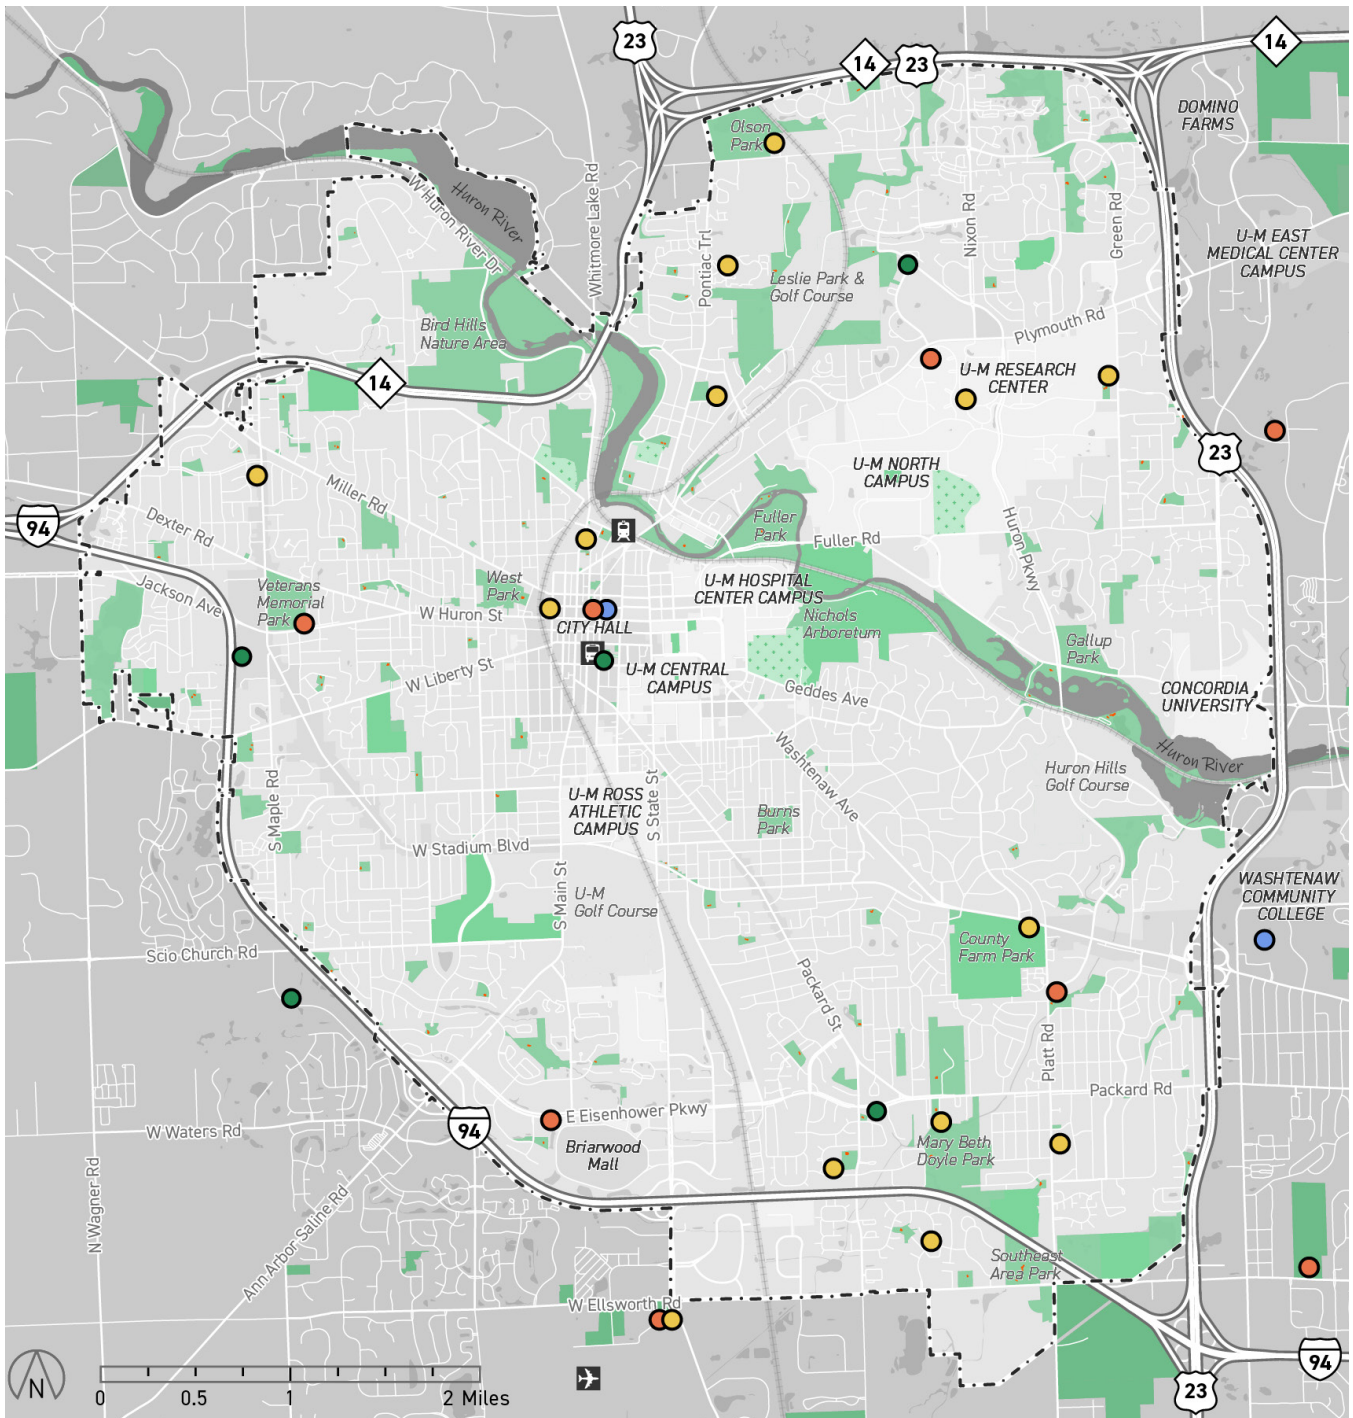 23
14
23
14
DOMINO
FARMS
Olson
Park
Huron River
W Huron River Dr
Whitmore Lake Rd
Pontiac Trl
Nixon Rd
Green Rd
U-M EAST
MEDICAL CENTER
CAMPUS
Leslie Park &
Golf Course
Bird Hills
Nature Area
Plymouth Rd
14
U-M RESEARCH
CENTER
23
U-M NORTH
CAMPUS
Miller Rd
94
Dexter Rd
Fuller
Park
Fuller Rd
Huron Pkwy
Jackson Ave
Veterans
Memorial
Park
West
Park
W Huron St
U-M HOSPITAL
CENTER CAMPUS
CITY HALL
Nichols
Arboretum
Gallup
Park
W Liberty St
U-M CENTRAL
CAMPUS
Geddes Ave
CONCORDIA
UNIVERSITY
Huron River
Washtenaw Ave
Huron Hills
Golf Course
S Maple Rd
U-M ROSS
ATHLETIC
CAMPUS
S State St
Burns
Park
W Stadium Blvd
S Main St
U-M
Golf Course
WASHTENAW
COMMUNITY
COLLEGE
County
Farm Park
Scio Church Rd
Packard St
Platt Rd
Packard Rd
E Eisenhower Pkwy
W Waters Rd
94
Briarwood
Mall
Mary Beth
Doyle Park
N Wagner Rd
Ann Arbor Saline Rd
Southeast
Area Park
W Ellsworth Rd
94
23
N
0
0.5
1
2 Miles